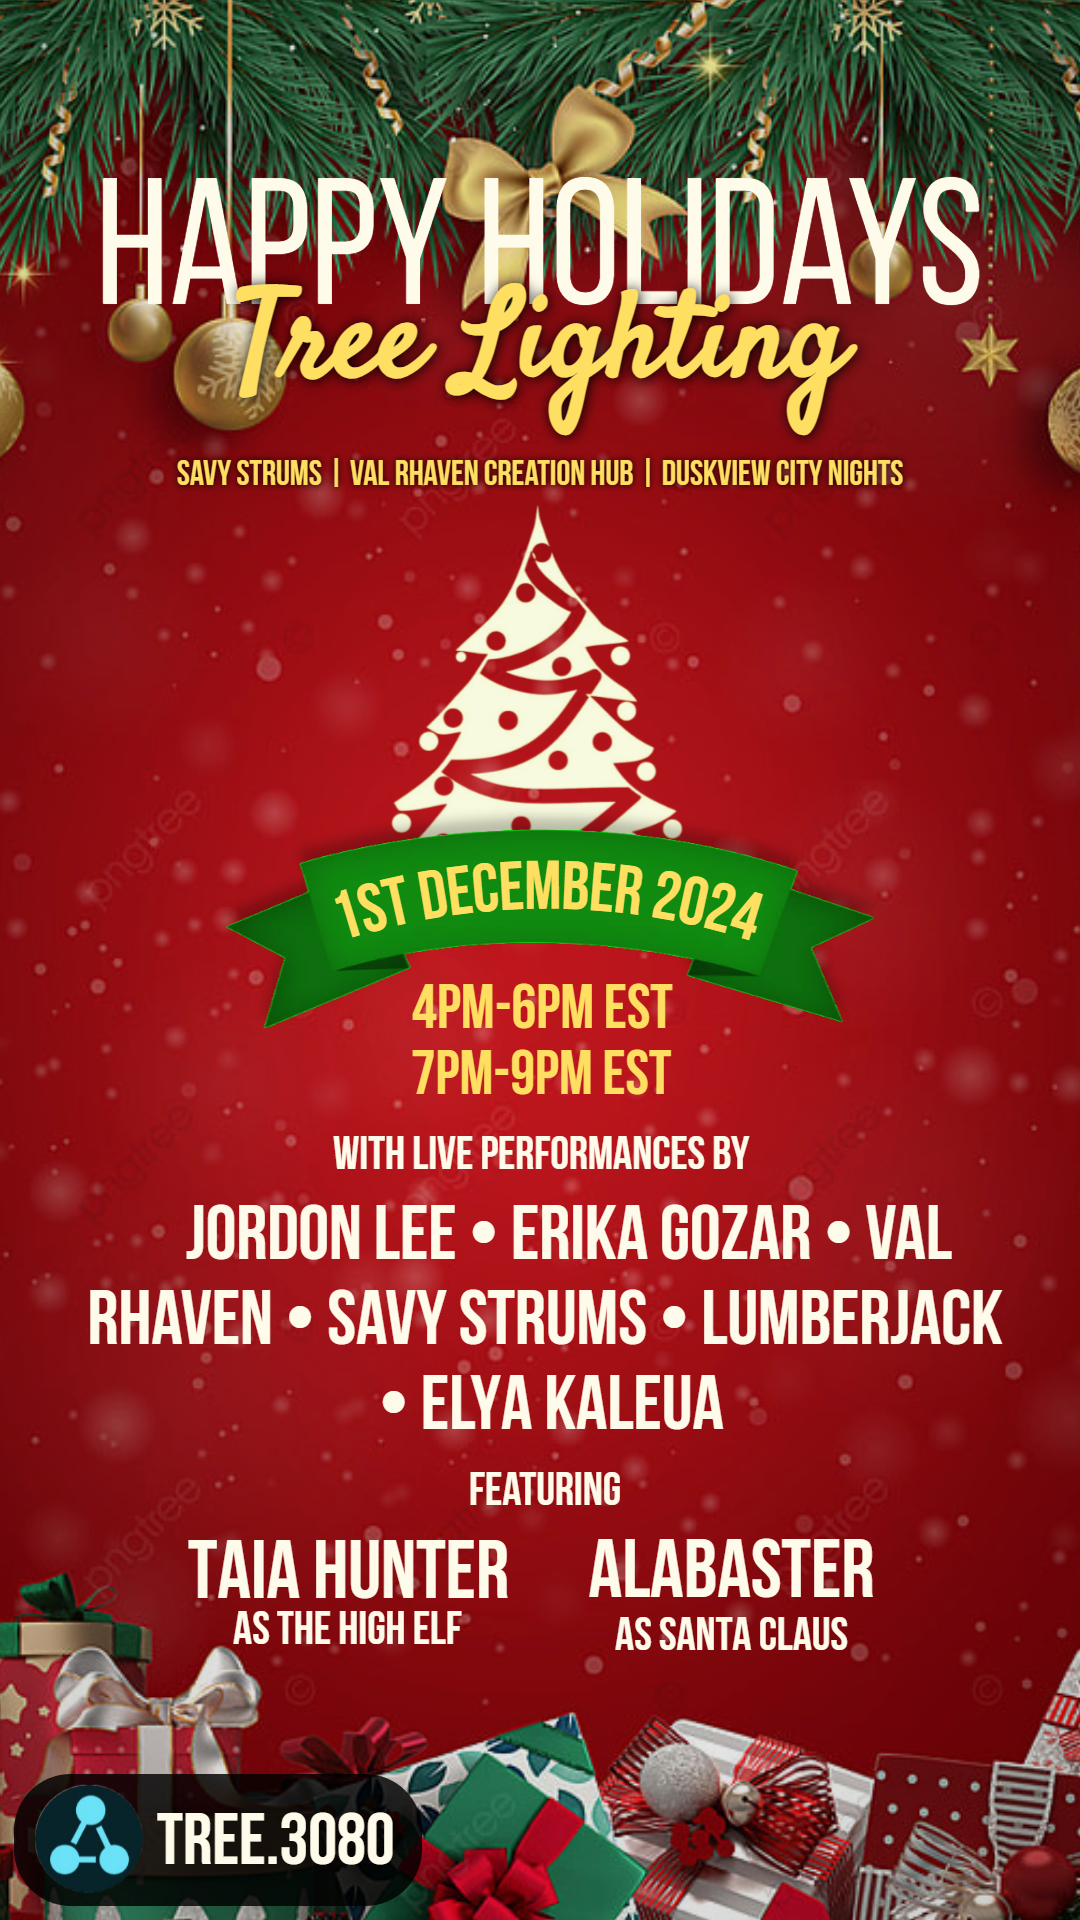 HAPPY HOLIDAYS
Tree Lighting
SAVY STRUMS | VAL RHAVEN CREATION HUB | DUSKVIEW CITY NIGHTS
1ST DECEMBER 2024
4PM-6PM EST
7PM-9PM EST
WITH LIVE PERFORMANCES BY
JORDON LEE • ERIKA GOZAR • VAL
RHAVEN • SAVY STRUMS • LUMBERJACK
• ELYA KALEUA
FEATURING
TAIA HUNTER
AS THE HIGH ELF
ALABASTER
AS SANTA CLAUS
TREE.3080
pngtree